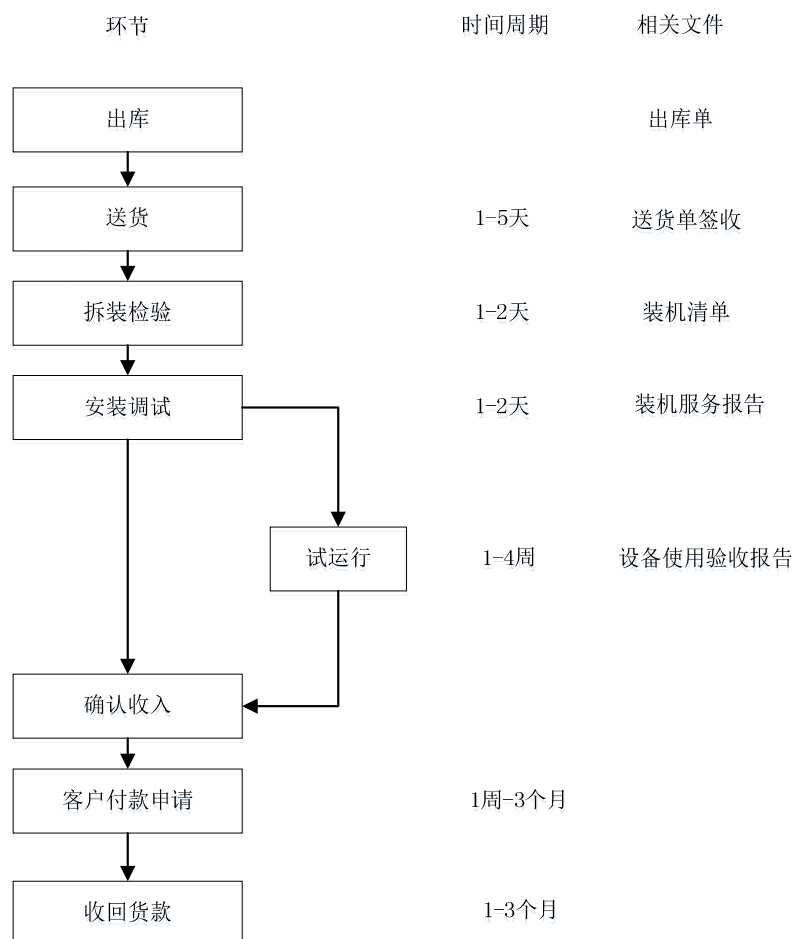 环节 时间周期 相关文件
出库 出库单
送货 1-5天 送货单签收
拆装检验 1-2天 装机清单
安装调试 1-2天 装机服务报告
试运行 1-4周 设备使用验收报告
确认收入
客户付款申请 1周-3个月
收回货款 1-3个月